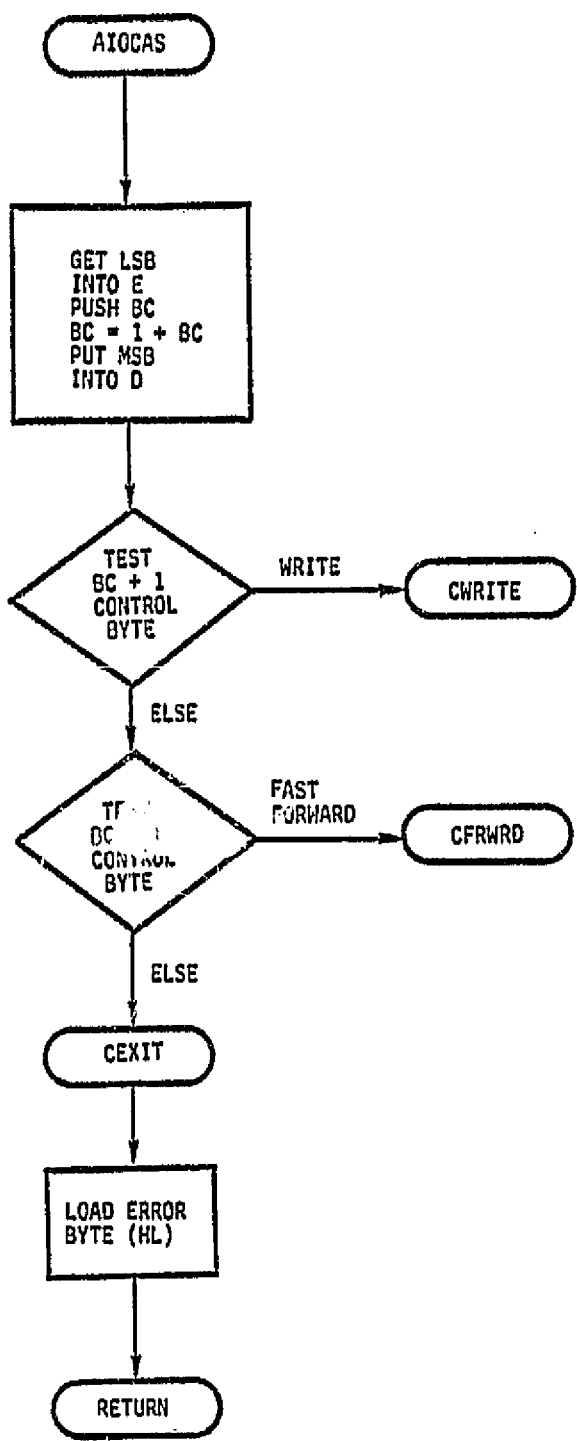 AIOCAS
GET LSB
INTO E
PUSH BC
BC = 1 + BC
PUT MSB
INTO D
TEST
BC + 1
CONTROL
BYTE
WRITE
CWRITE
ELSE
FAST
FORWARD
CONTROL
BYTE
CFRWRD
ELSE
CEXIT
LOAD ERROR
BYTE (HL)
RETURN